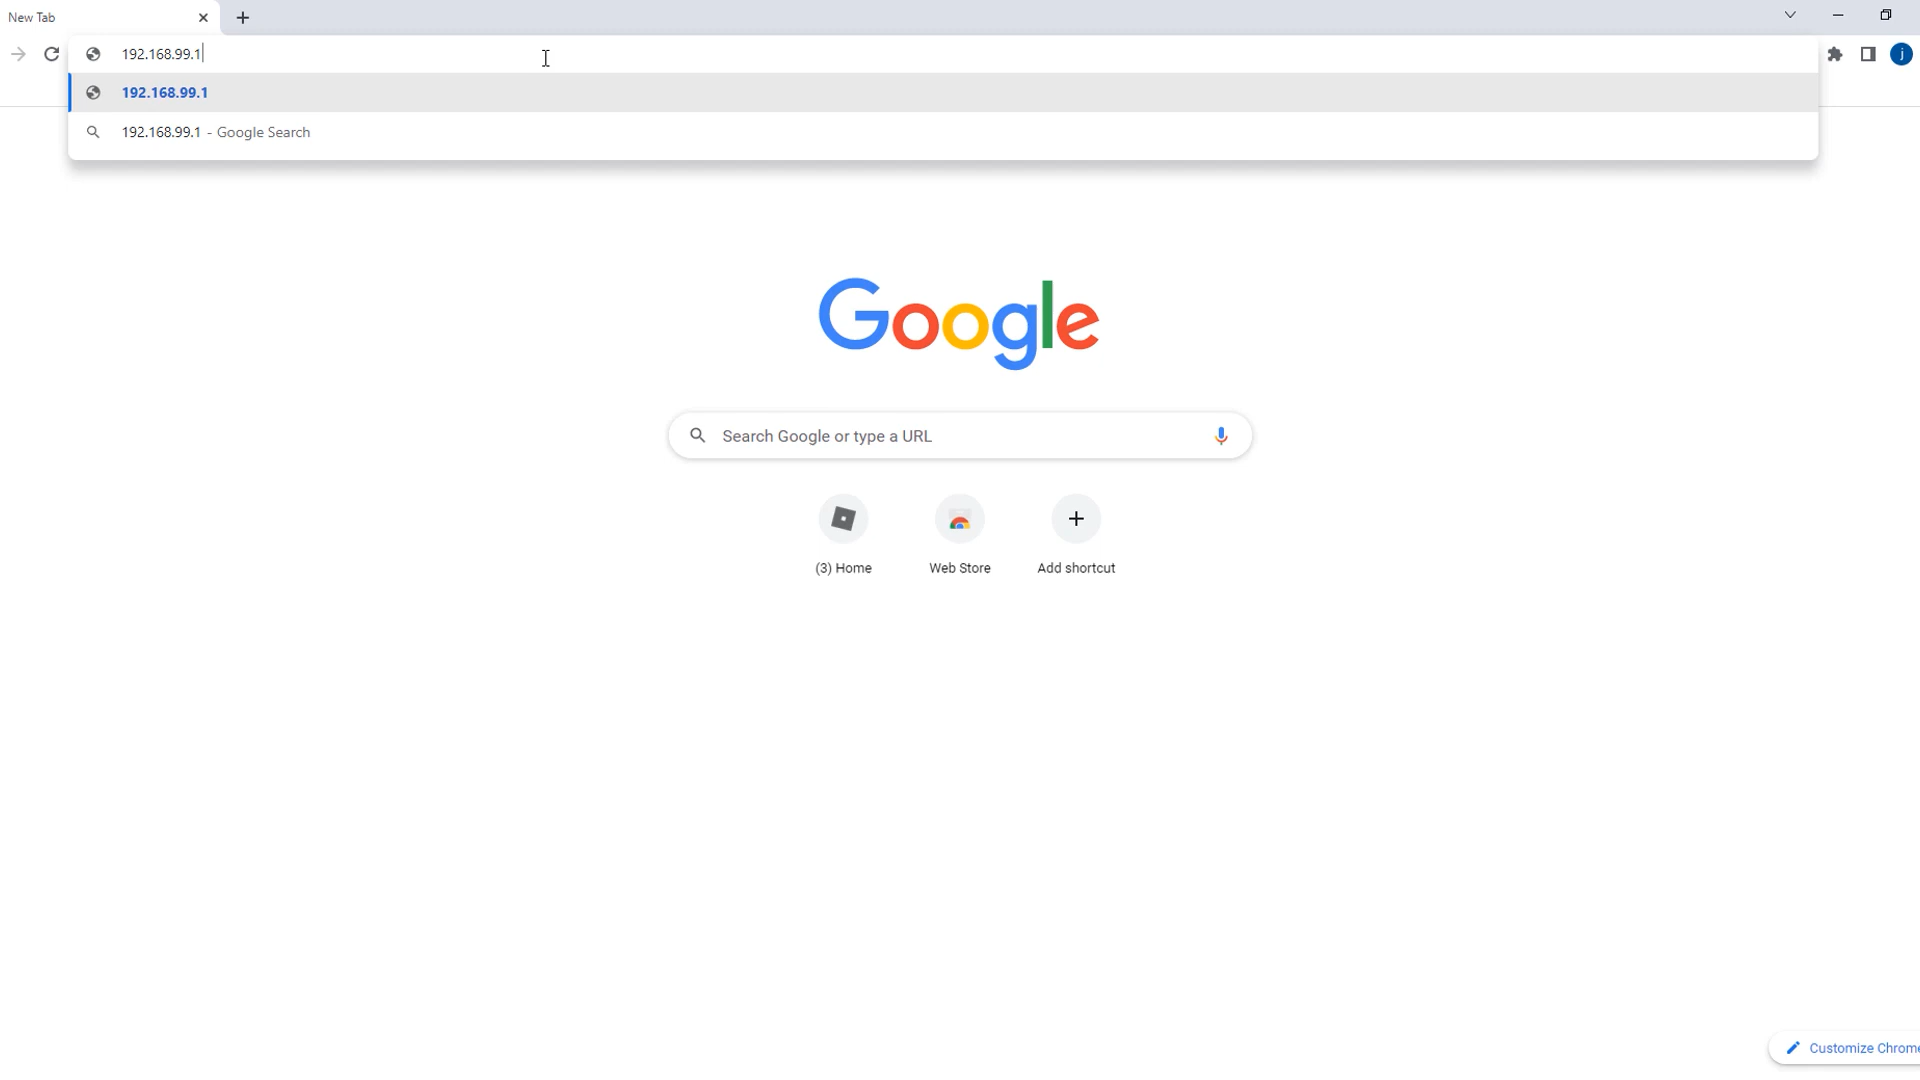 New Tab
192.168.99.1
192.168.99.1
192.168.99.1 - Google Search
Google
Search Google or type a URL
(3) Home
Web Store
Add shortcut
j
Customize Chrome